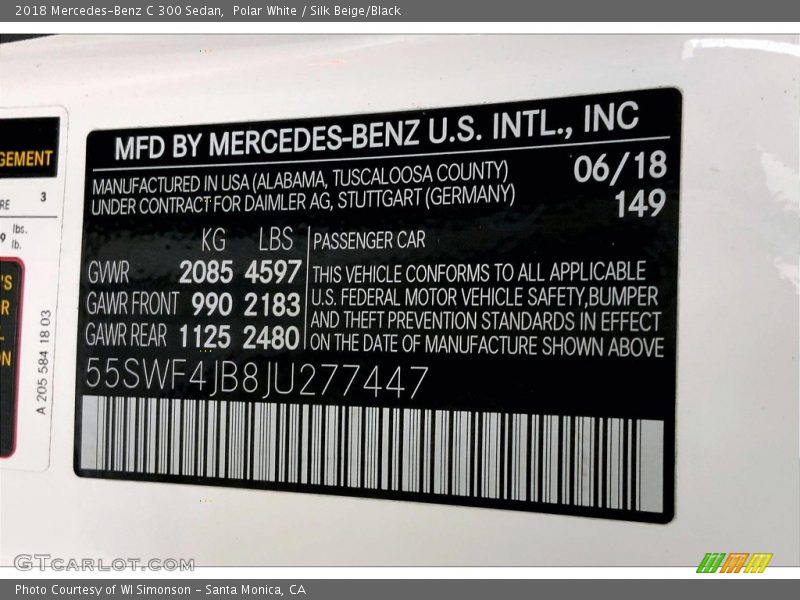 2018 Mercedes-Benz C 300 Sedan,  Polar White / Silk Beige/Black
GEMENT
3
lbs.
lb.
A 205 584 18 03
MFD BY MERCEDES-BENZ U.S. INTL., INC
MANUFACTURED IN USA (ALABAMA, TUSCALOOSA COUNTY)
UNDER CONTRACT FOR DAIMLER AG, STUTTGART (GERMANY)
06/18
149
KG LBS
GVWR 2085 4597
GAWR FRONT 990 2183
GAWR REAR 1125 2480
PASSENGER CAR
THIS VEHICLE CONFORMS TO ALL APPLICABLE
U.S. FEDERAL MOTOR VEHICLE SAFETY,BUMPER
AND THEFT PREVENTION STANDARDS IN EFFECT
ON THE DATE OF MANUFACTURE SHOWN ABOVE
55SWF4JB8JU277447
GTCARLOT.COM
Photo Courtesy of WI Simonson - Santa Monica, CA